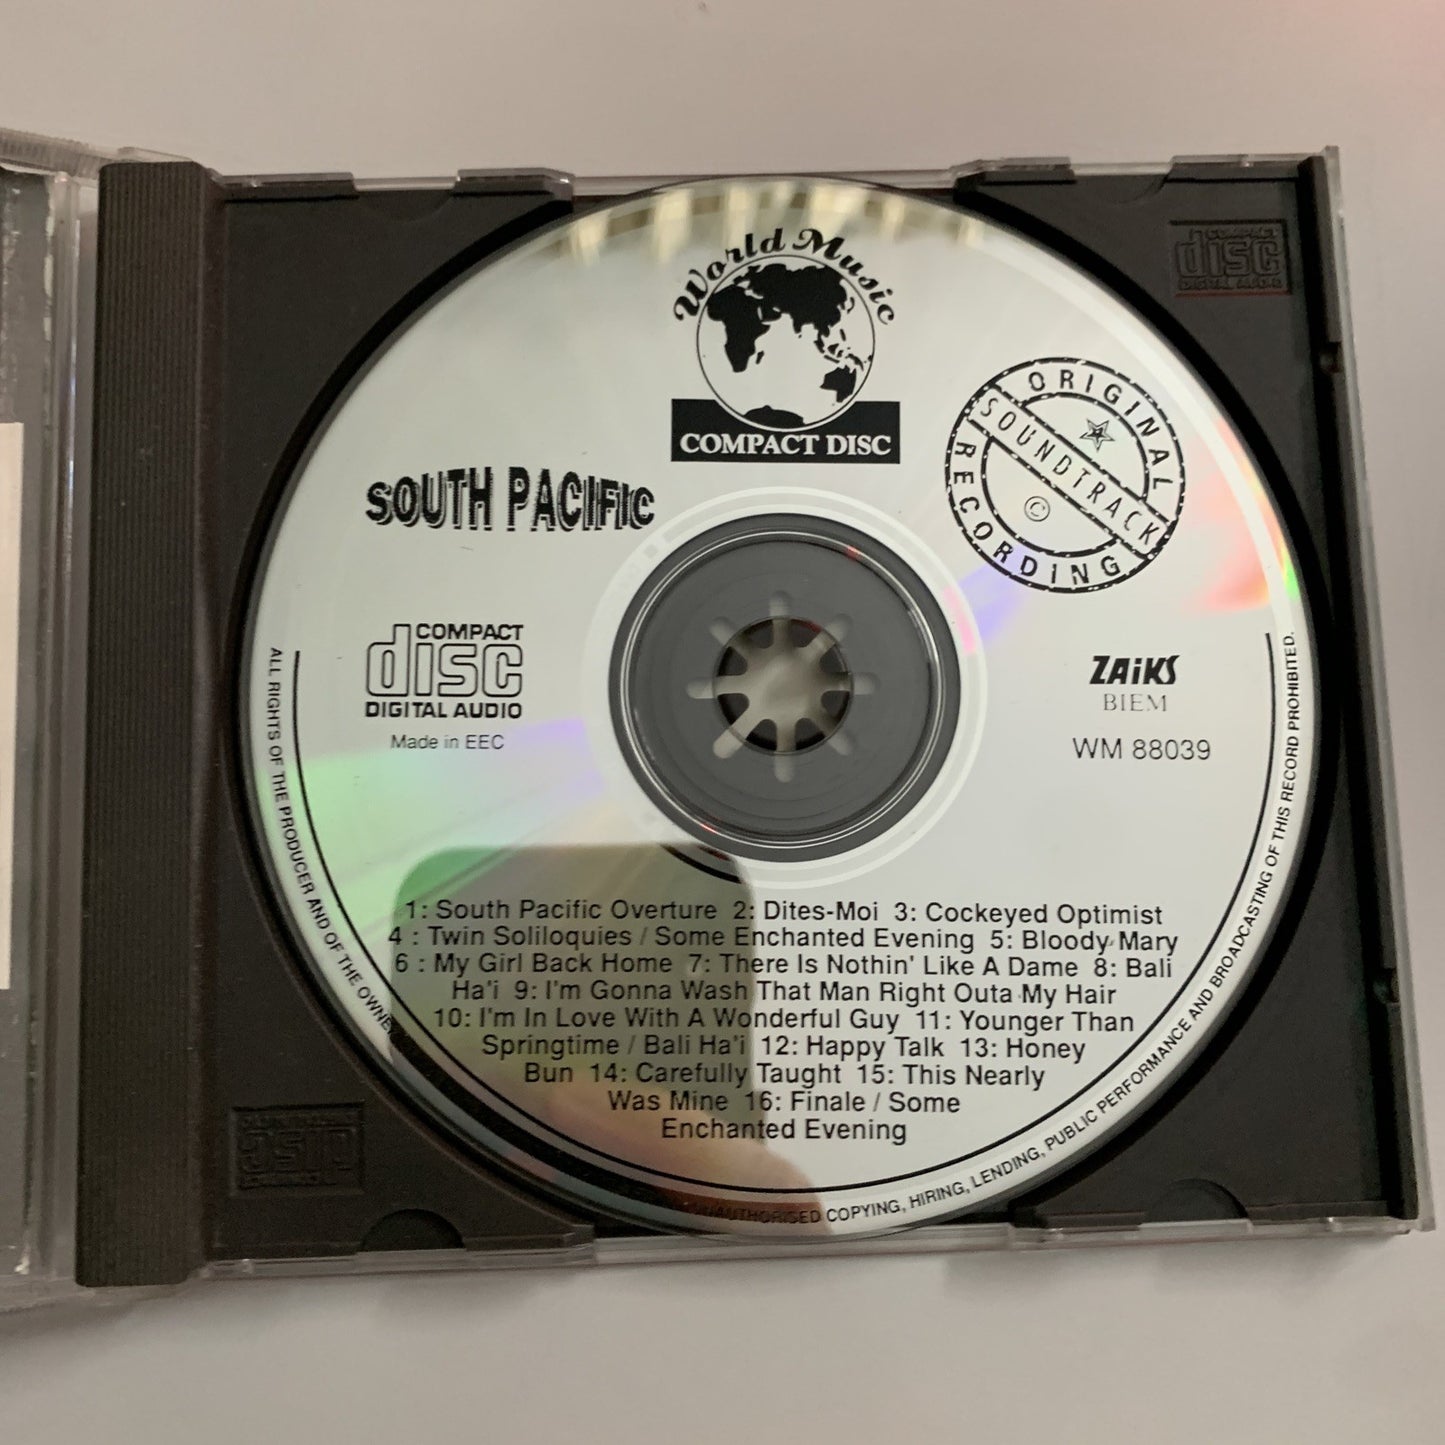 World Music
COMPACT DISC
SOUTH PACIFIC
ORIGINAL
SOUNDTRACK
©
RECORDING
COMPACT
disc
DIGITAL AUDIO
Made in EEC
ZAiKS
BIEM
WM 88039
1: South Pacific Overture 2: Dites-Moi 3: Cockeyed Optimist
4 : Twin Soliloquies / Some Enchanted Evening 5: Bloody Mary
6 : My Girl Back Home 7: There Is Nothin' Like A Dame 8: Bali
Ha'i 9: I'm Gonna Wash That Man Right Outa My Hair
10: I'm In Love With A Wonderful Guy 11: Younger Than
Springtime / Bali Ha'i 12: Happy Talk 13: Honey
Bun 14: Carefully Taught 15: This Nearly
Was Mine 16: Finale / Some
Enchanted Evening
ALL RIGHTS OF THE PRODUCER AND OF THE OWNE
UNAUTHORISED COPYING, HIRING, LENDING, PUBLIC PERFORMANCE AND BROADCASTING OF THIS RECORD PROHIBITED.
COMPACT
disc
DIGITAL AUDIO
COMPACT
disc
DIGITAL AUDIO